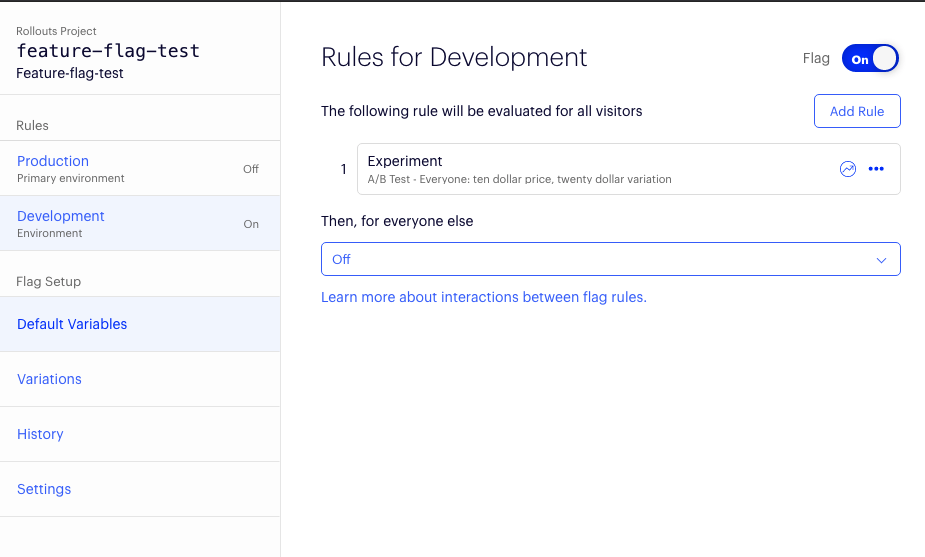 Rollouts Project
feature-flag-test
Feature-flag-test
Rules
Production
Primary environment
Off
Development
Environment
On
Flag Setup
Default Variables
Variations
History
Settings
Rules for Development
Flag
On
The following rule will be evaluated for all visitors
Add Rule
1
Experiment
A/B Test - Everyone: ten dollar price, twenty dollar variation
Then, for everyone else
Off
Learn more about interactions between flag rules.